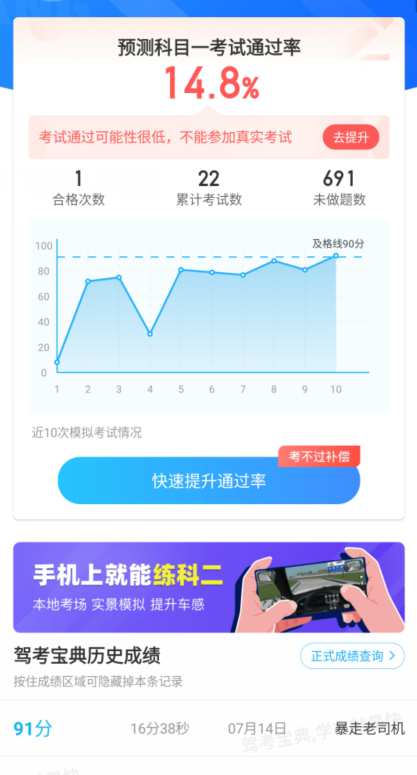 预测科目一考试通过率
14.8%
考试通过可能性很低，不能参加真实考试 去提升
1 22 691
合格次数 累计考试数 未做题数
及格线90分
100
80
60
40
20
0
1 2 3 4 5 6 7 8 9 10
近10次模拟考试情况
考不过补偿
快速提升通过率
手机上就能练科二
本地考场 实景模拟 提升车感
驾考宝典历史成绩 正式成绩查询 >
按住成绩区域可隐藏掉本条记录
91分 16分38秒 07月14日 暴走老司机